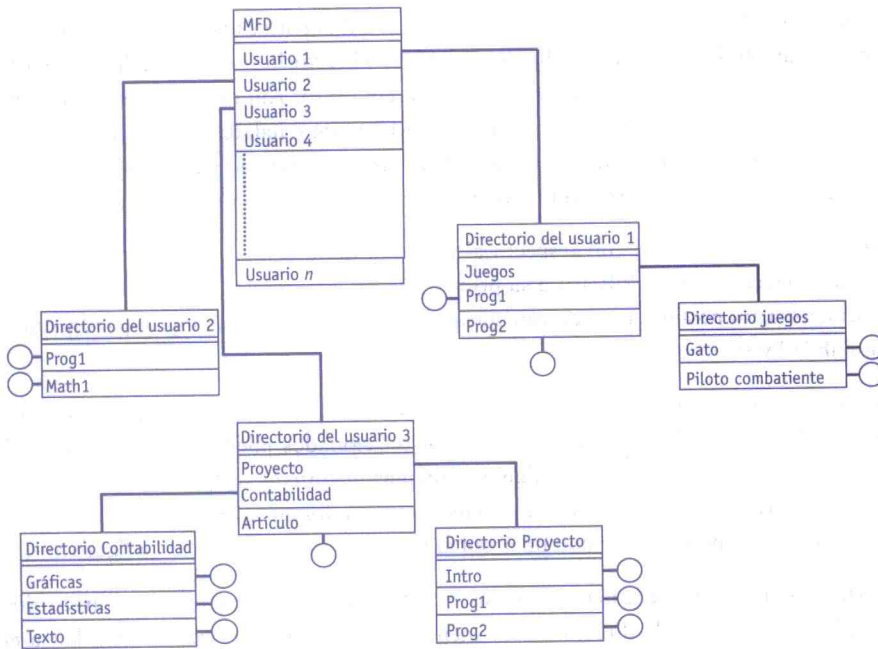 MFD
Usuario 1
Usuario 2
Usuario 3
Usuario 4
Usuario n
Directorio del usuario 1
Juegos
Prog1
Prog2
Directorio juegos
Gato
Piloto combatiente
Directorio del usuario 2
Prog1
Math1
Directorio del usuario 3
Proyecto
Contabilidad
Artículo
Directorio Contabilidad
Gráficas
Estadísticas
Texto
Directorio Proyecto
Intro
Prog1
Prog2